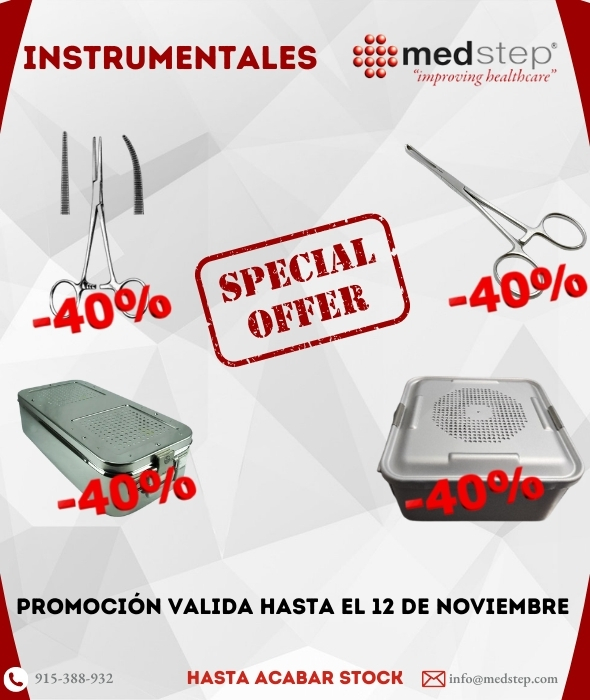 INSTRUMENTALES
medstep®
"improving healthcare"
-40%
-40%
SPECIAL
OFFER
-40%
-40%
PROMOCIÓN VALIDA HASTA EL 12 DE NOVIEMBRE
915-388-932
HASTA ACABAR STOCK
info@medstep.com